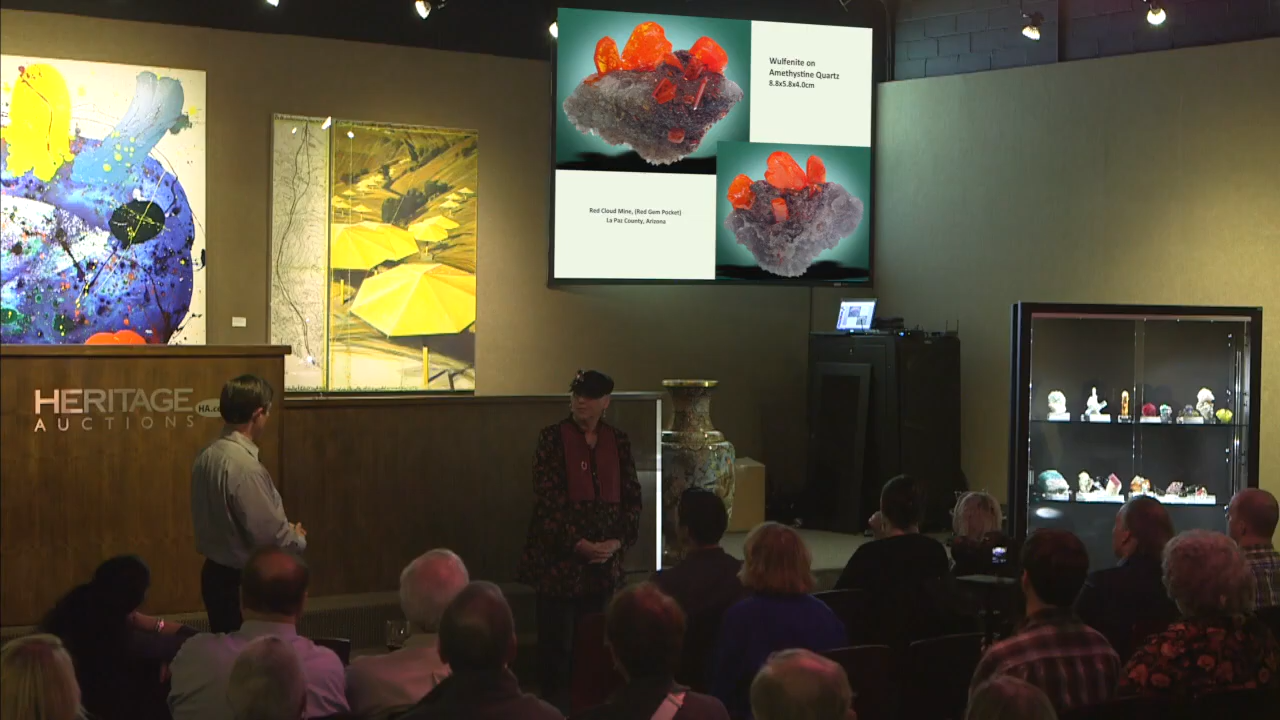 Wulfenite on
Amethystine Quartz
8.8x5.8x4.0cm
Red Cloud Mine, (Red Gem Pocket)
La Pas County, Arizona
HERITAGE
AUCTIONS